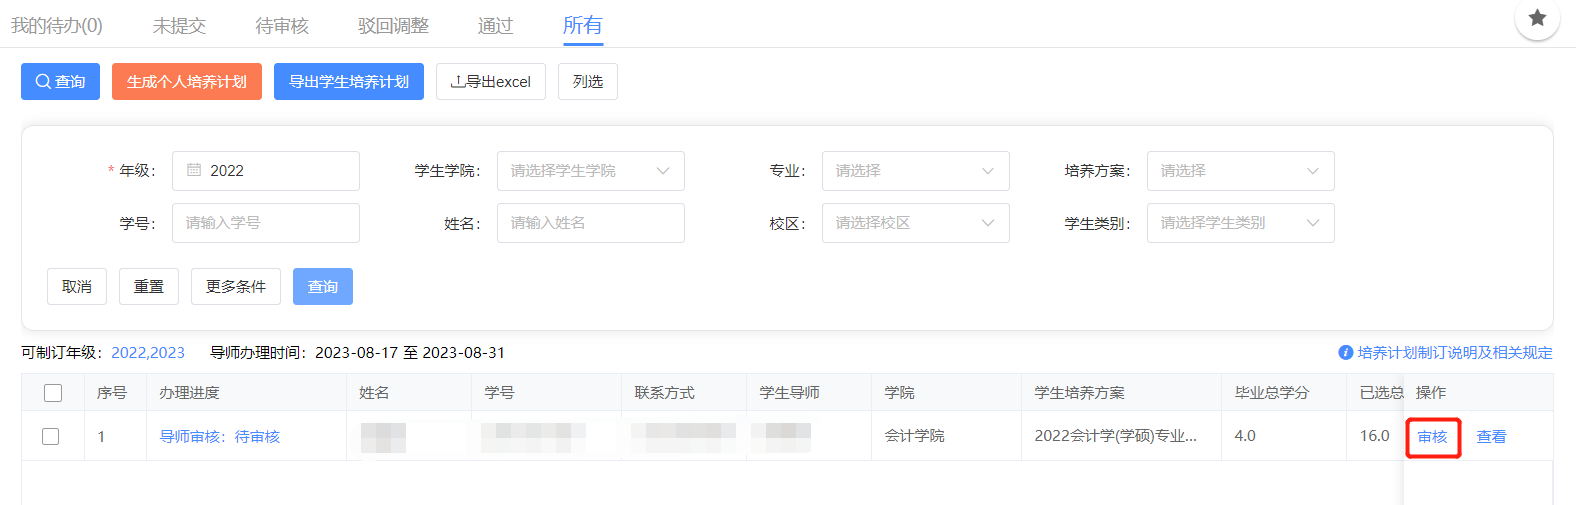 我的待办(0) 未提交 待审核 驳回调整 通过 所有
查询 生成个人培养计划 导出学生培养计划 导出excel 列选
* 年级： 2022 学生学院： 请选择学生学院 专业： 请选择 培养方案： 请选择
学号： 请输入学号 姓名： 请输入姓名 校区： 请选择校区 学生类别： 请选择学生类别
取消 重置 更多条件 查询
可制订年级：2022,2023 导师办理时间：2023-08-17 至 2023-08-31 培养计划制订说明及相关规定
序号 办理进度 姓名 学号 联系方式 学生导师 学院 学生培养方案 毕业总学分 已选总 操作
1 导师审核：待审核 会计学院 2022会计学(学硕)专业... 4.0 16.0 审核 查看